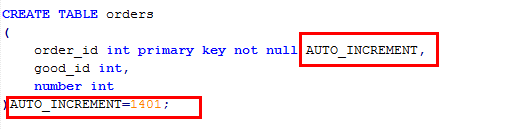 CREATE TABLE orders
(
order_id int primary key not null AUTO_INCREMENT,
good_id int,
number int
)AUTO_INCREMENT=1401;